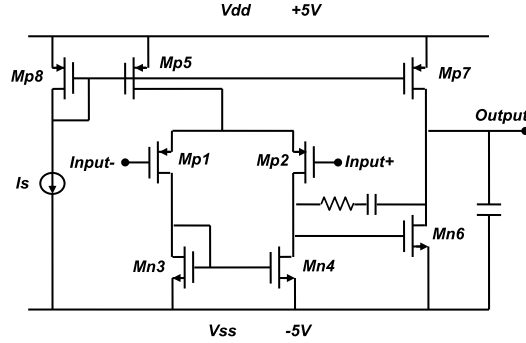 Vdd +5V
Mp8 Mp5 Mp7
Output
Input- Mp1 Mp2 Input+
Is
Mn6
Mn3 Mn4
Vss -5V